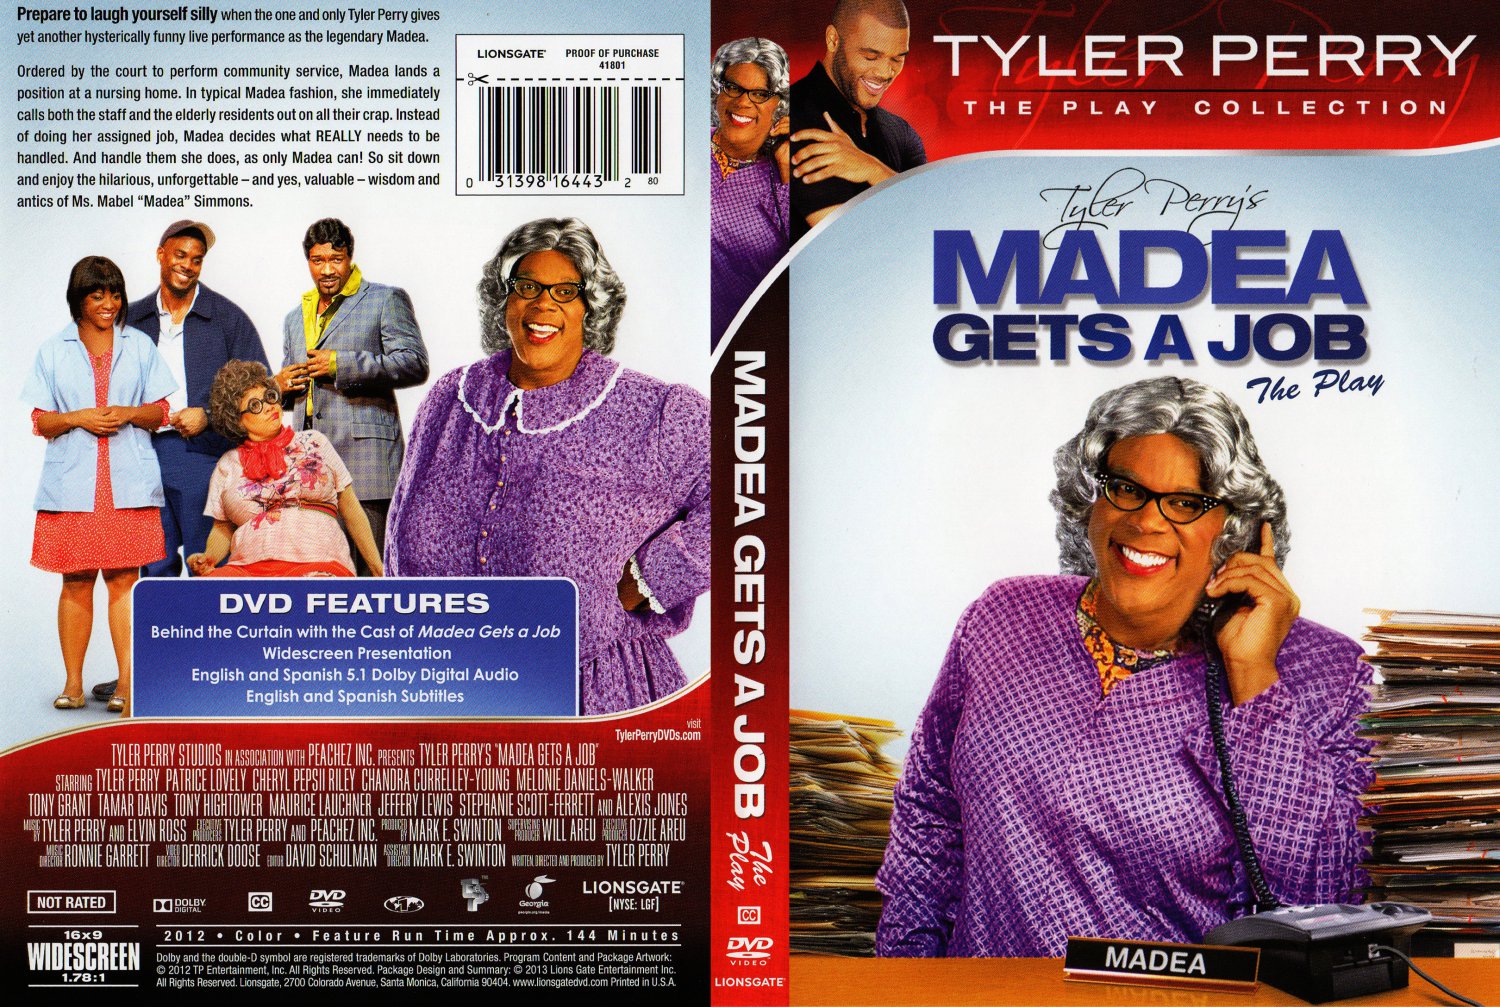 Prepare to laugh yourself silly when the one and only Tyler Perry gives
yet another hysterically funny live performance as the legendary Madea.
Ordered by the court to perform community service, Madea lands a
position at a nursing home. In typical Madea fashion, she immediately
calls both the staff and the elderly residents out on all their crap. Instead
of doing her assigned job, Madea decides what REALLY needs to be
handled. And handle them she does, as only Madea can! So sit down
and enjoy the hilarious, unforgettable – and yes, valuable – wisdom and
antics of Ms. Mabel “Madea” Simmons.
LIONSGATE® PROOF OF PURCHASE
41801
0 31398 16443 2 80
DVD FEATURES
Behind the Curtain with the Cast of Madea Gets a Job
Widescreen Presentation
English and Spanish 5.1 Dolby Digital Audio
English and Spanish Subtitles
visit
TylerPerryDVDs.com
TYLER PERRY STUDIOS IN ASSOCIATION WITH PEACHEZ INC. PRESENTS TYLER PERRY'S "MADEA GETS A JOB"
STARRING TYLER PERRY PATRICE LOVELY CHERYL PEPSII RILEY CHANDRA CURRELLEY-YOUNG MELONIE DANIELS-WALKER
TONY GRANT TAMAR DAVIS TONY HIGHTOWER MAURICE LAUCHNER JEFFERY LEWIS STEPHANIE SCOTT-FERRETT AND ALEXIS JONES
MUSIC BY TYLER PERRY AND ELVIN ROSS EXECUTIVE PRODUCERS TYLER PERRY AND PEACHEZ INC. PRODUCED BY MARK E. SWINTON SUPERVISING PRODUCER WILL AREU EXECUTIVE PRODUCER OZZIE AREU
MUSIC DIRECTOR RONNIE GARRETT VIDEO DIRECTOR DERRICK DOOSE EDITOR DAVID SCHULMAN ASSISTANT DIRECTOR MARK E. SWINTON WRITTEN, DIRECTED AND PRODUCED BY TYLER PERRY
NOT RATED
DOLBY DIGITAL
CC
DVD VIDEO
Georgia
georgia.org/media
LIONSGATE®
[NYSE: LGF]
16x9
WIDESCREEN
1.78:1
2012 • Color • Feature Run Time Approx. 144 Minutes
Dolby and the double-D symbol are registered trademarks of Dolby Laboratories. Program Content and Package Artwork:
© 2012 TP Entertainment, Inc. All Rights Reserved. Package Design and Summary: © 2013 Lions Gate Entertainment Inc.
All Rights Reserved. Lionsgate, 2700 Colorado Avenue, Santa Monica, California 90404. www.lionsgatedvd.com Printed in U.S.A.
MADEA GETS A JOB
The Play
CC
DVD VIDEO
LIONSGATE
TYLER PERRY
THE PLAY COLLECTION
Tyler Perry's
MADEA
GETS A JOB
The Play
MADEA